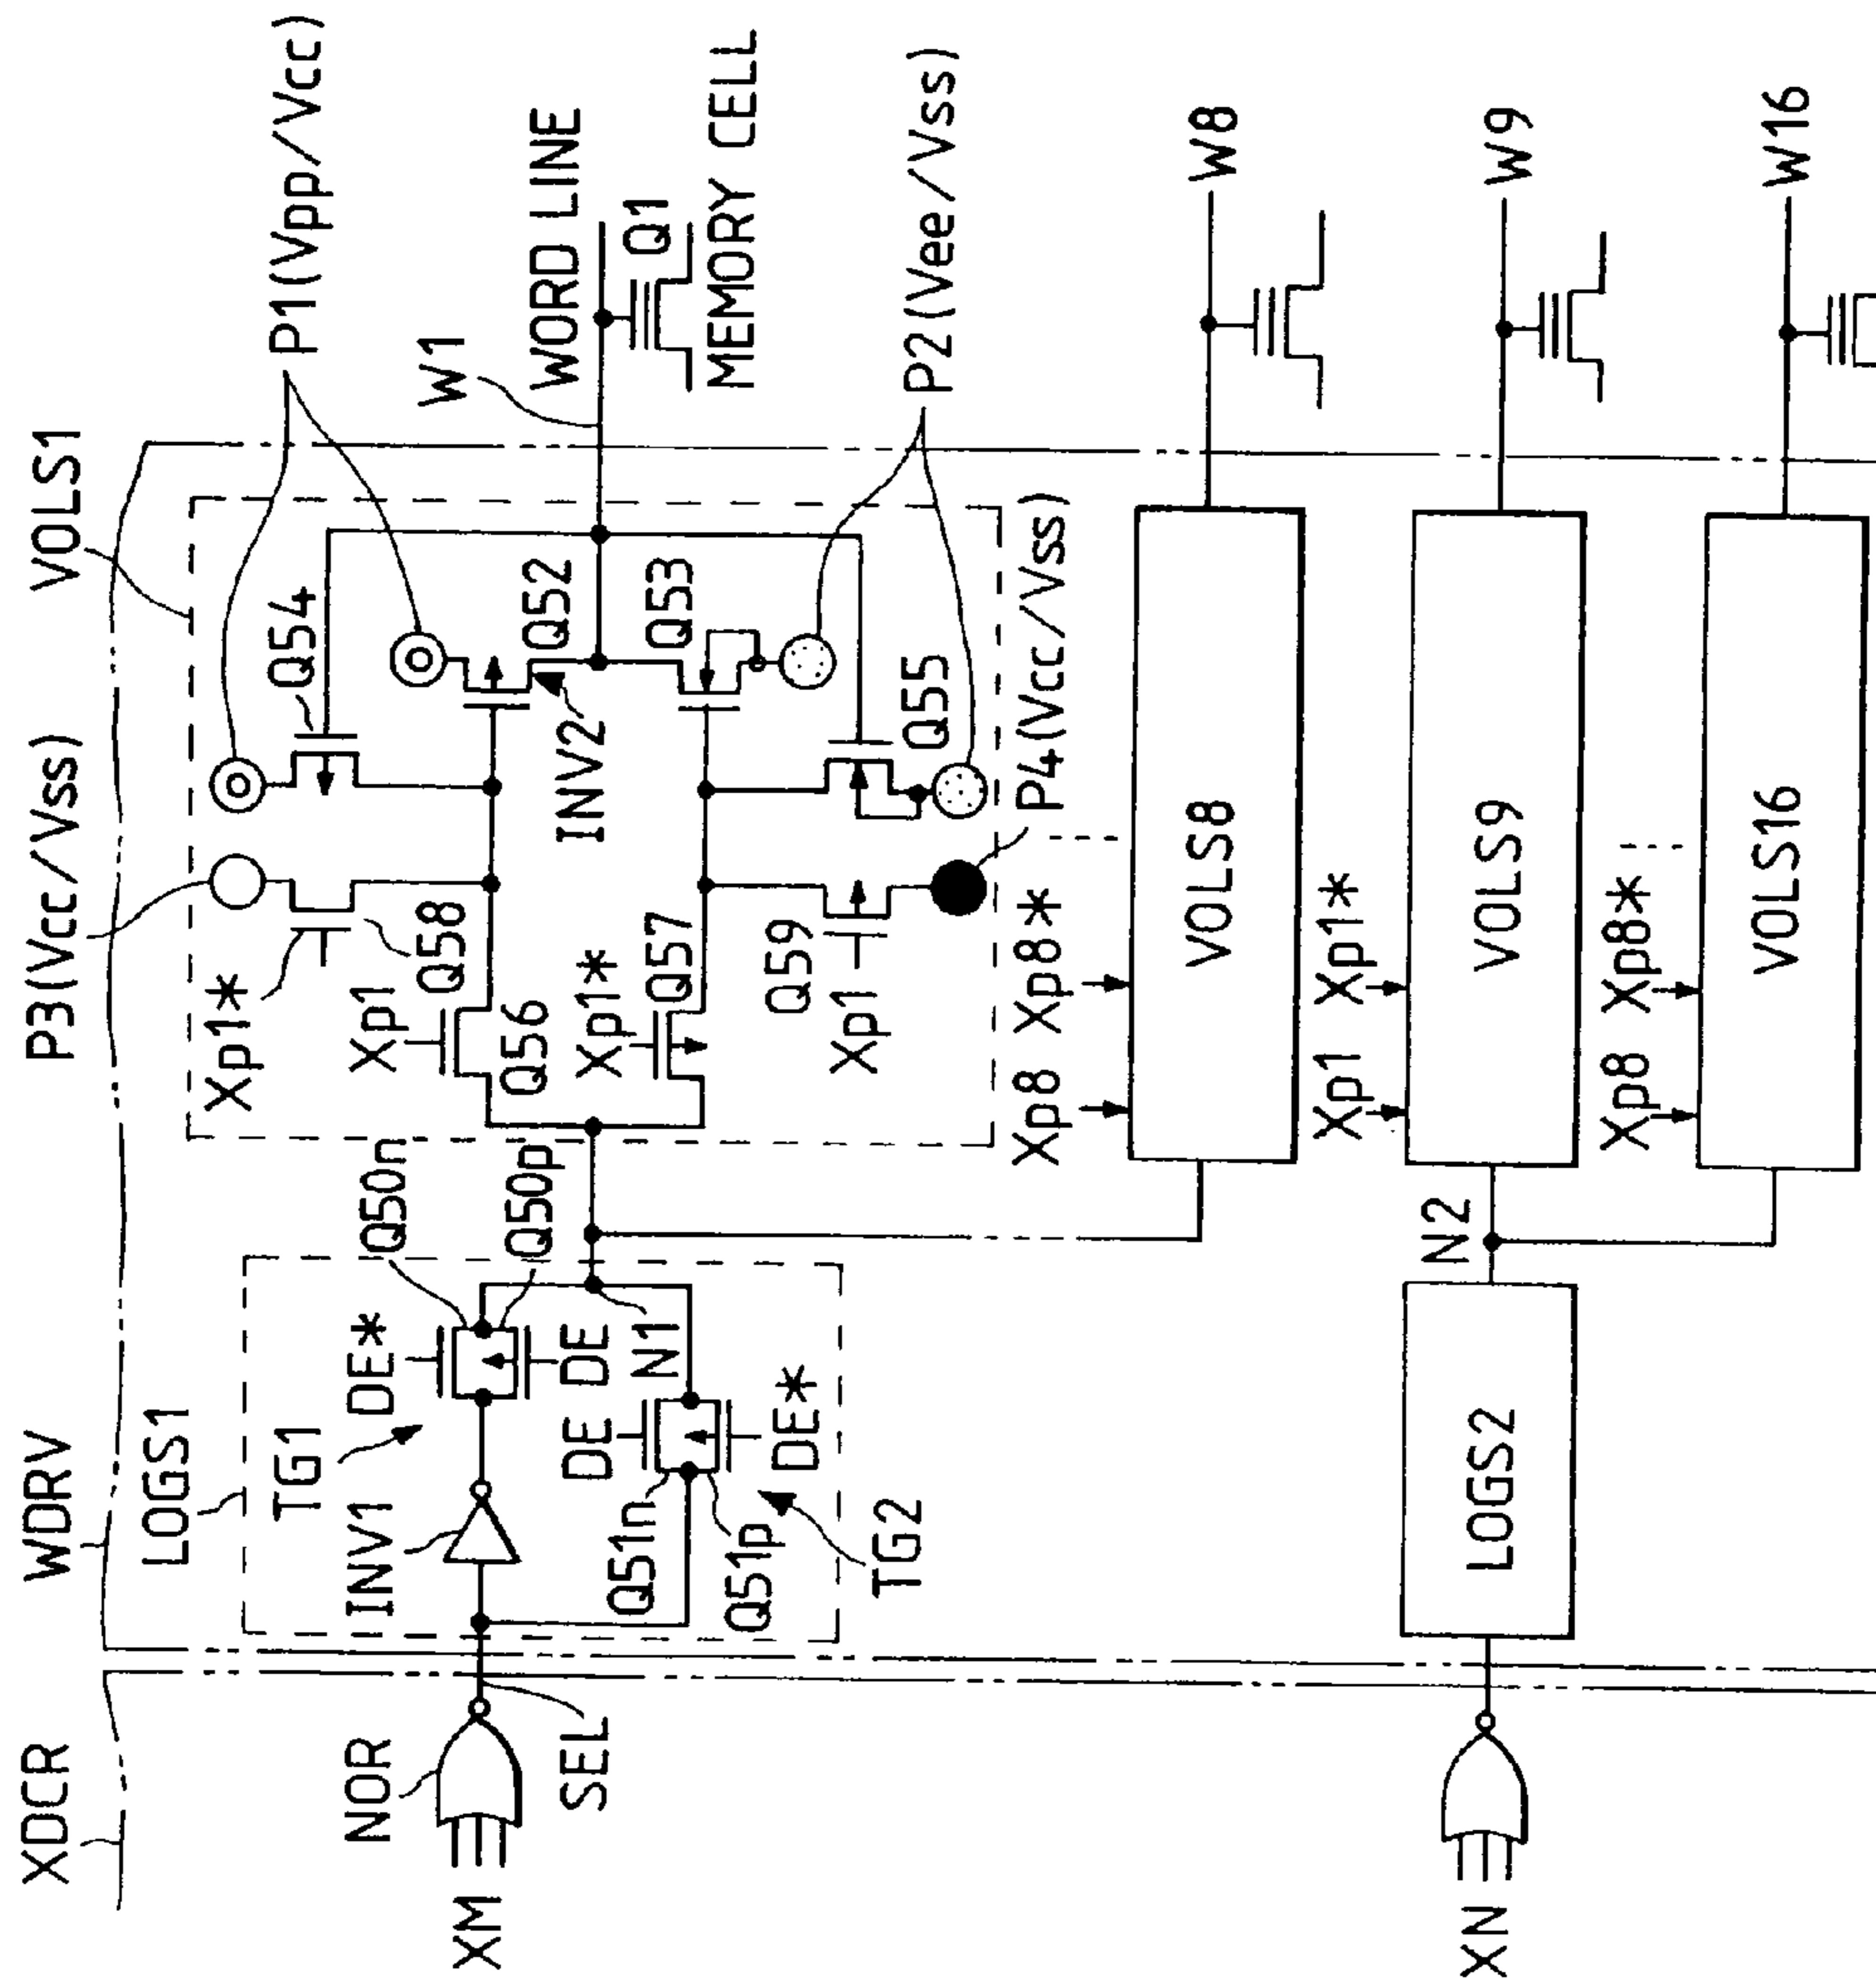 XDCR
WDRV
P3(Vcc/Vss)
VOLS1
P1(Vpp/Vcc)
LOGS1
Xp1*
Q54
W1
TG1
DE*
Q50n
Xp1
Q58
WORD LINE
NOR
INV1
Q50p
Q56
INV2
Q52
Q1
XM
SEL
DE
N1
Xp1*
Q57
Q53
MEMORY CELL
Q51n
DE
Q51p
DE*
TG2
Xp1
Q59
Q55
P2(Vee/Vss)
P4(Vcc/Vss)
Xp8
Xp8*
VOLS8
W8
Xp1
Xp1*
XN
LOGS2
N2
VOLS9
W9
Xp8
Xp8*
VOLS16
W16